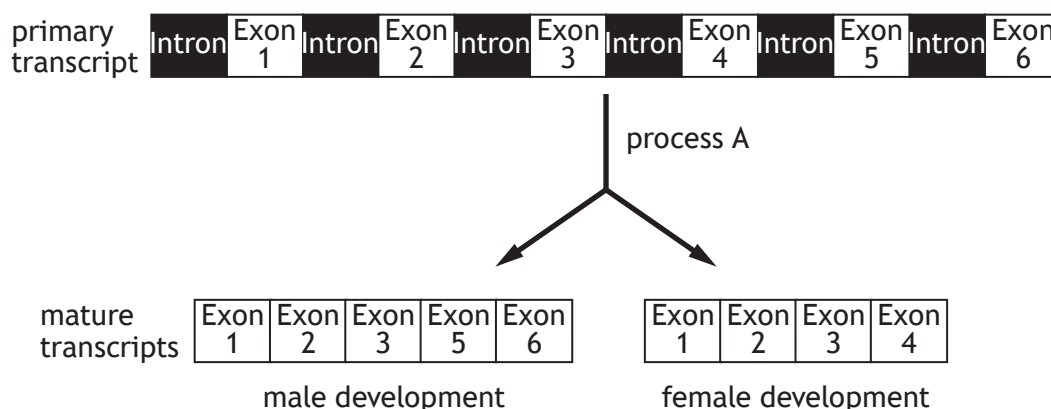 primary transcript
Intron Exon 1 Intron Exon 2 Intron Exon 3 Intron Exon 4 Intron Exon 5 Intron Exon 6
process A
mature transcripts
Exon 1 Exon 2 Exon 3 Exon 5 Exon 6
Exon 1 Exon 2 Exon 3 Exon 4
male development
female development